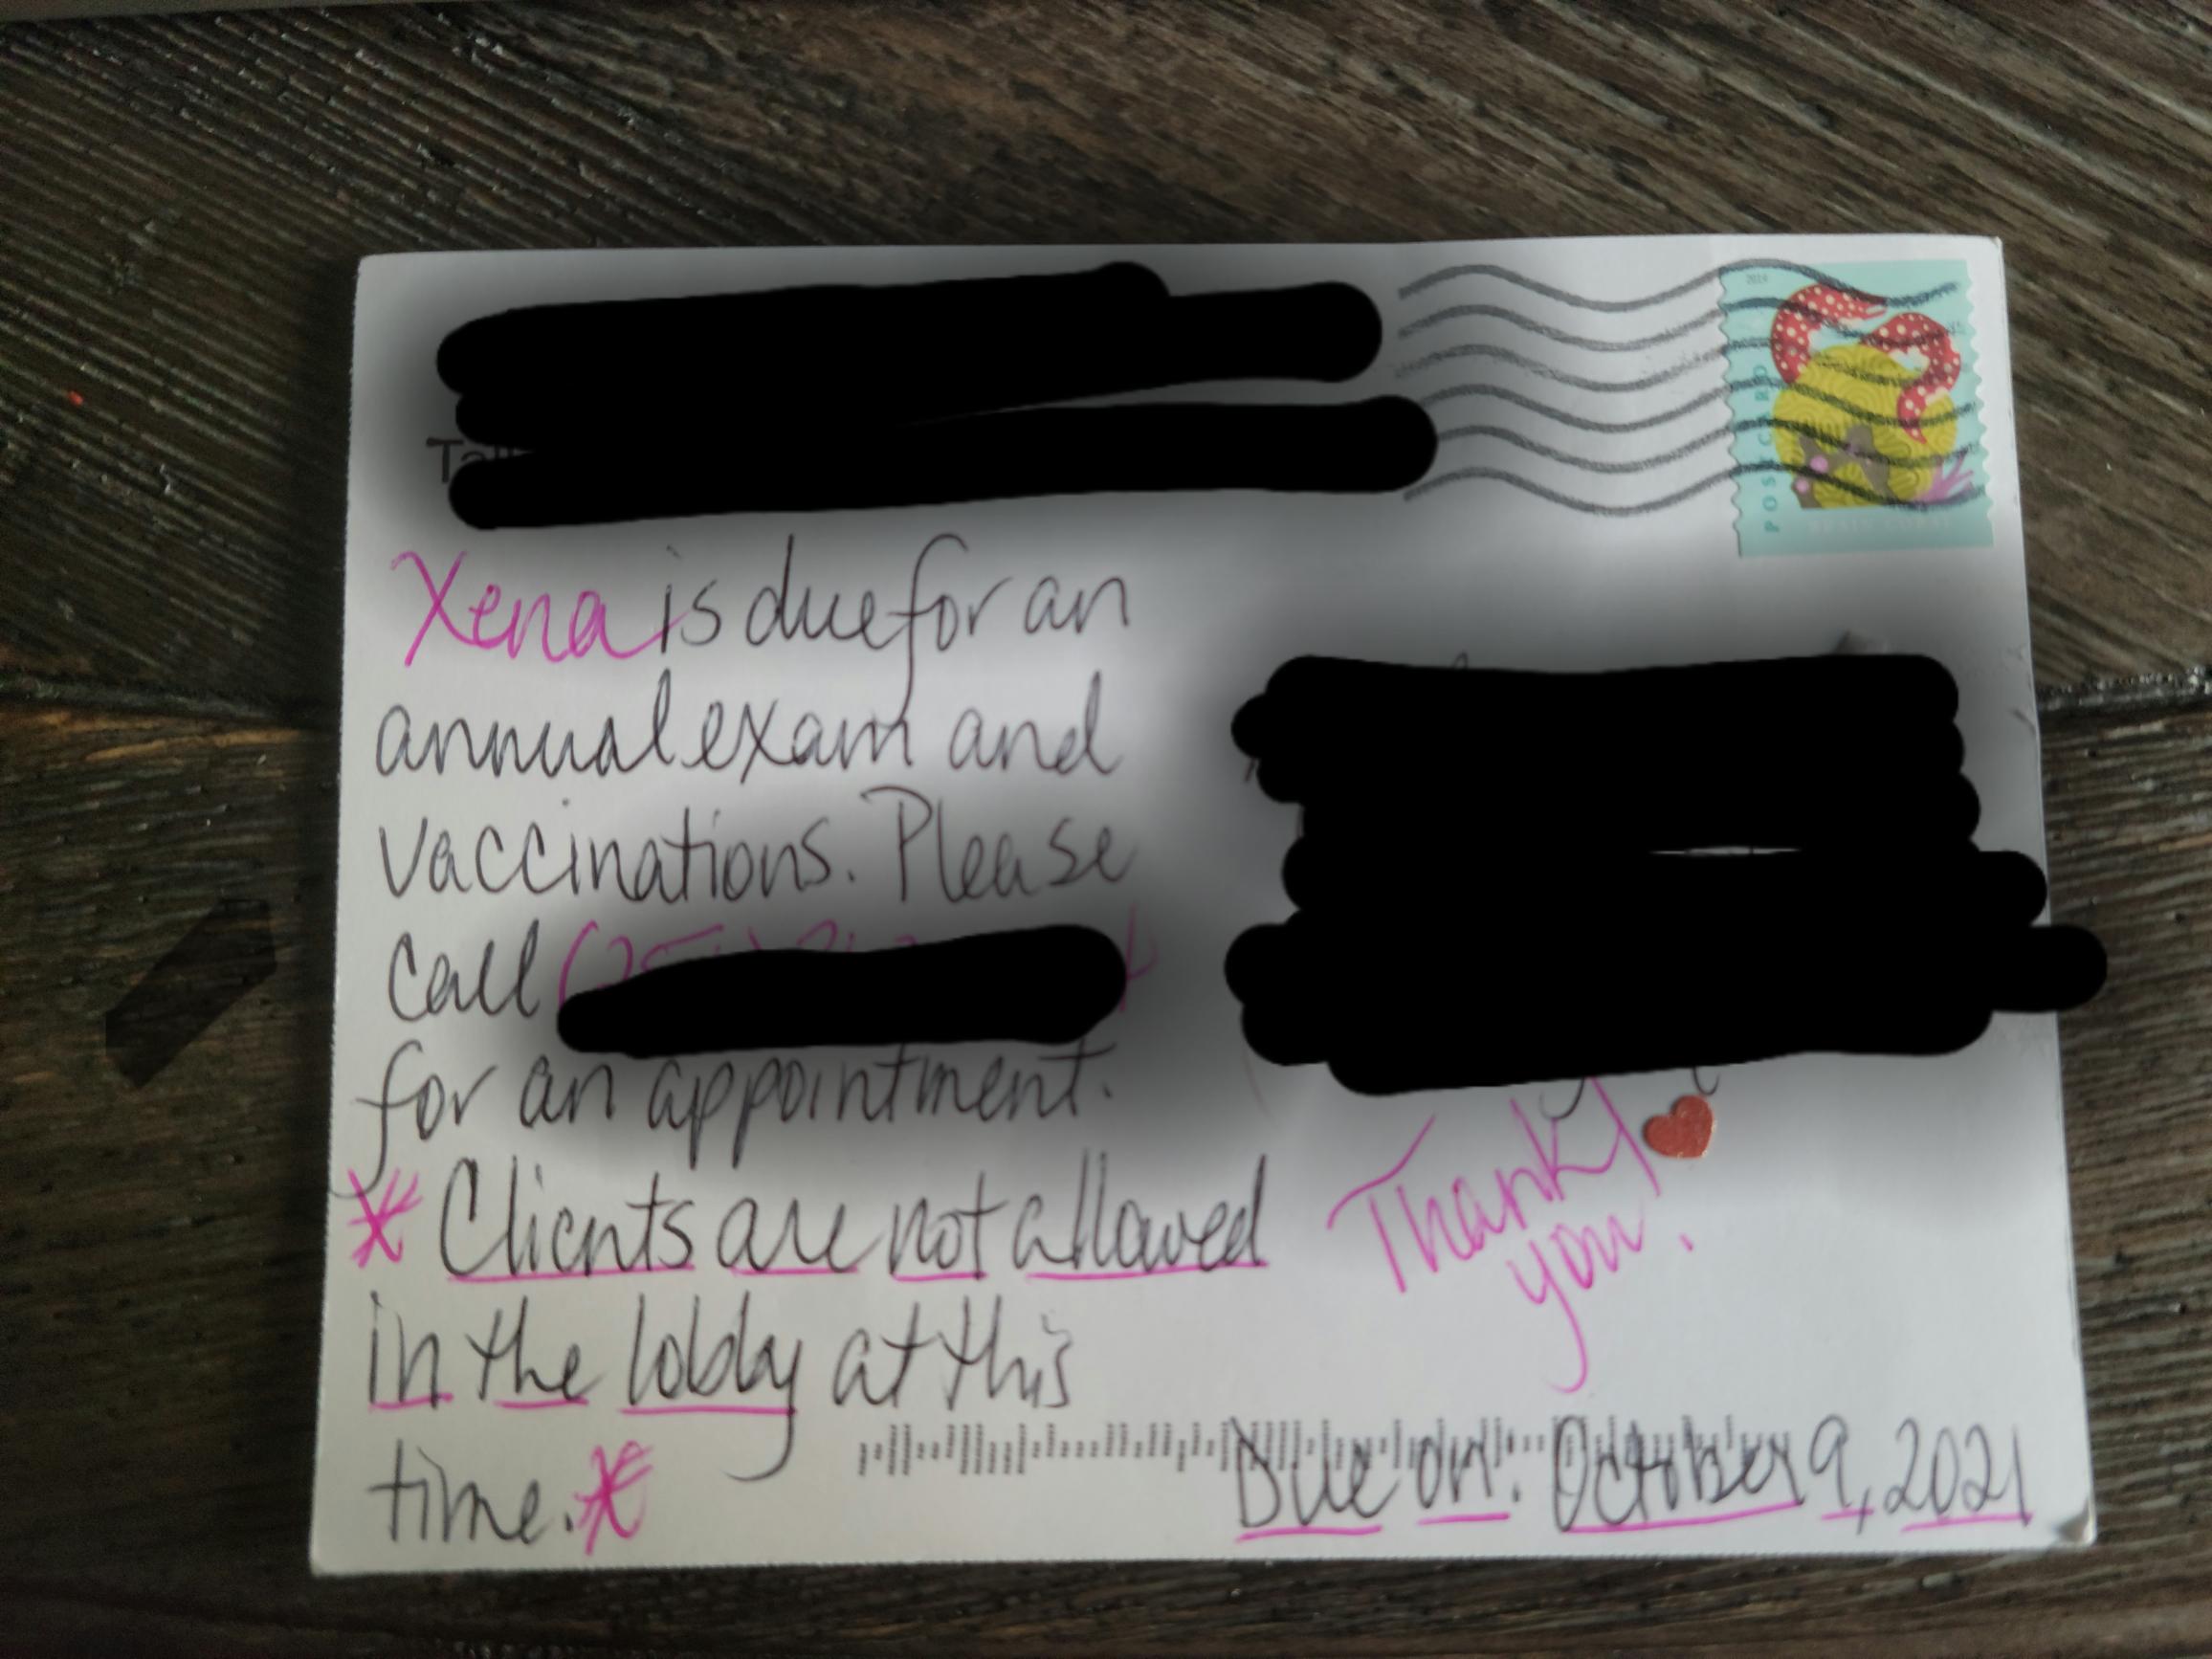 Xena is due for an
annual exam and
vaccinations. Please
call
for an appointment.
* Clients are not allowed
in the lobby at this
time. *
POSTCARD
Thank
you!
Due on: October 9, 2021